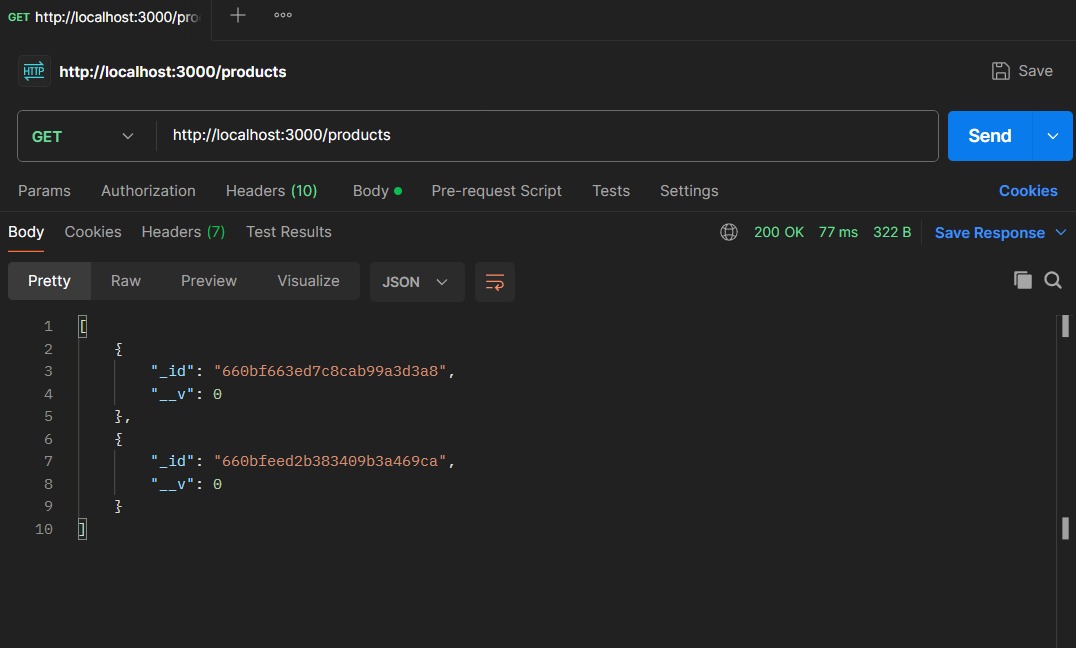 GET http://localhost:3000/pro
HTTP http://localhost:3000/products Save
GET http://localhost:3000/products Send
Params Authorization Headers (10) Body Pre-request Script Tests Settings Cookies
Body Cookies Headers (7) Test Results 200 OK 77 ms 322 B Save Response
Pretty Raw Preview Visualize JSON
1 [
2 {
3 "_id": "660bf663ed7c8cab99a3d3a8",
4 "__v": 0
5 },
6 {
7 "_id": "660bfeed2b383409b3a469ca",
8 "__v": 0
9 }
10 ]